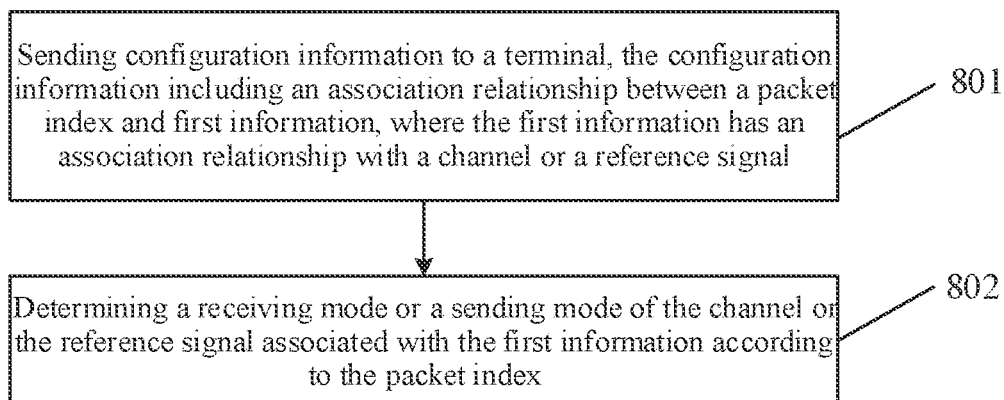 Sending configuration information to a terminal, the configuration
information including an association relationship between a packet
index and first information, where the first information has an
association relationship with a channel or a reference signal
801
Determining a receiving mode or a sending mode of the channel or
the reference signal associated with the first information according
to the packet index
802